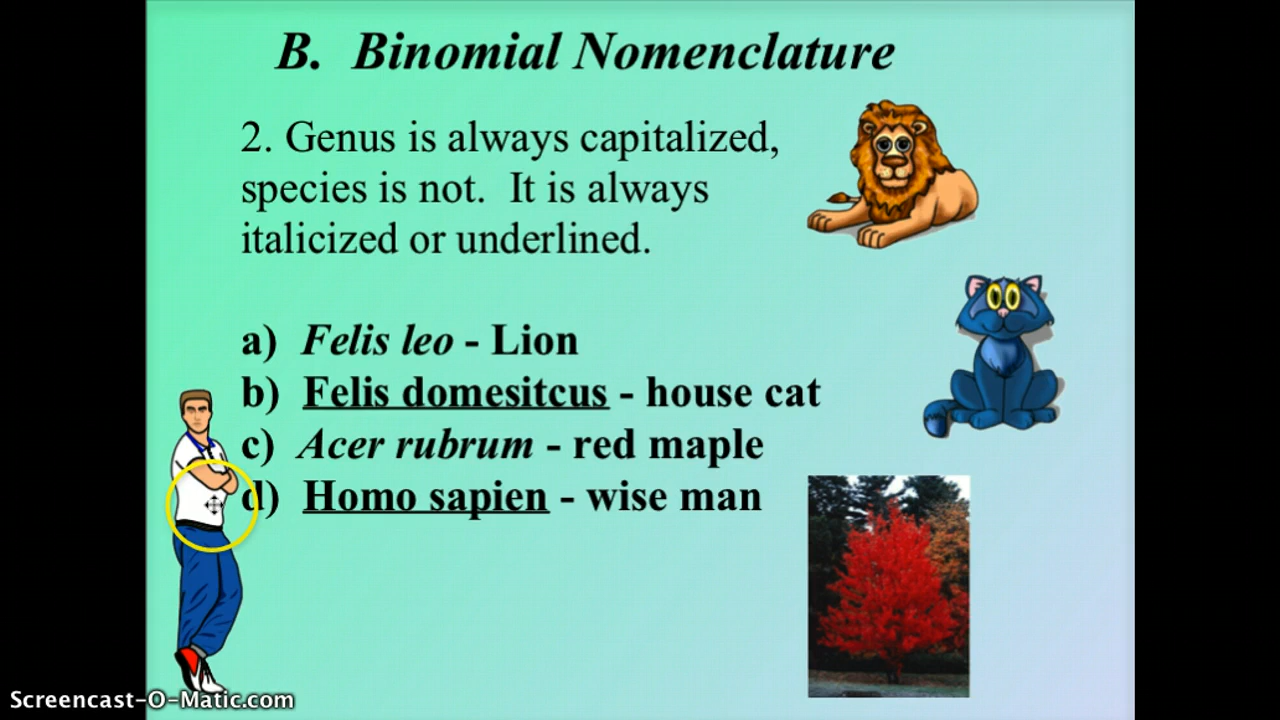 B. Binomial Nomenclature
2. Genus is always capitalized,
species is not. It is always
italicized or underlined.
a) Felis leo - Lion
b) Felis domesitcus - house cat
c) Acer rubrum - red maple
d) Homo sapien - wise man
Screencast-O-Matic.com